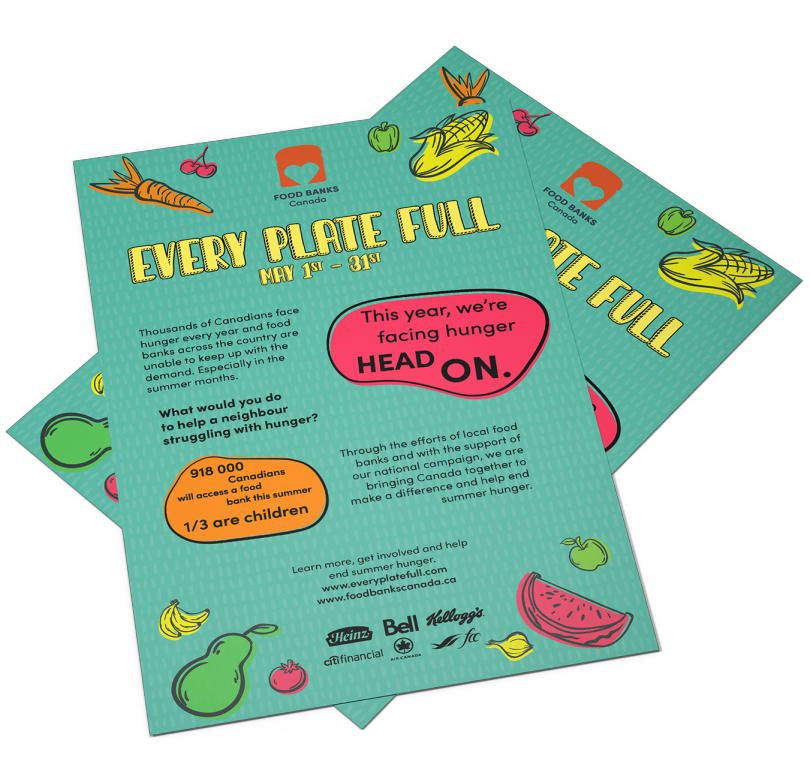 FOOD BANKS
Canada
EVERY PLATE FULL
MAY 1ST – 31ST
Thousands of Canadians face
hunger every year and food
banks across the country are
unable to keep up with the
demand. Especially in the
summer months.
This year, we're
facing hunger
HEAD ON.
What would you do
to help a neighbour
struggling with hunger?
918 000
Canadians
will access a food
bank this summer
1/3 are children
Through the efforts of local food
banks and with the support of
our national campaign, we are
bringing Canada together to
make a difference and help end
summer hunger.
Learn more, get involved and help
end summer hunger.
www.everyplatefull.com
www.foodbankscanada.ca
Heinz Bell Kellogg's
citifinancial AIR CANADA fcc
FOOD BANKS
Canada
ATE FULL